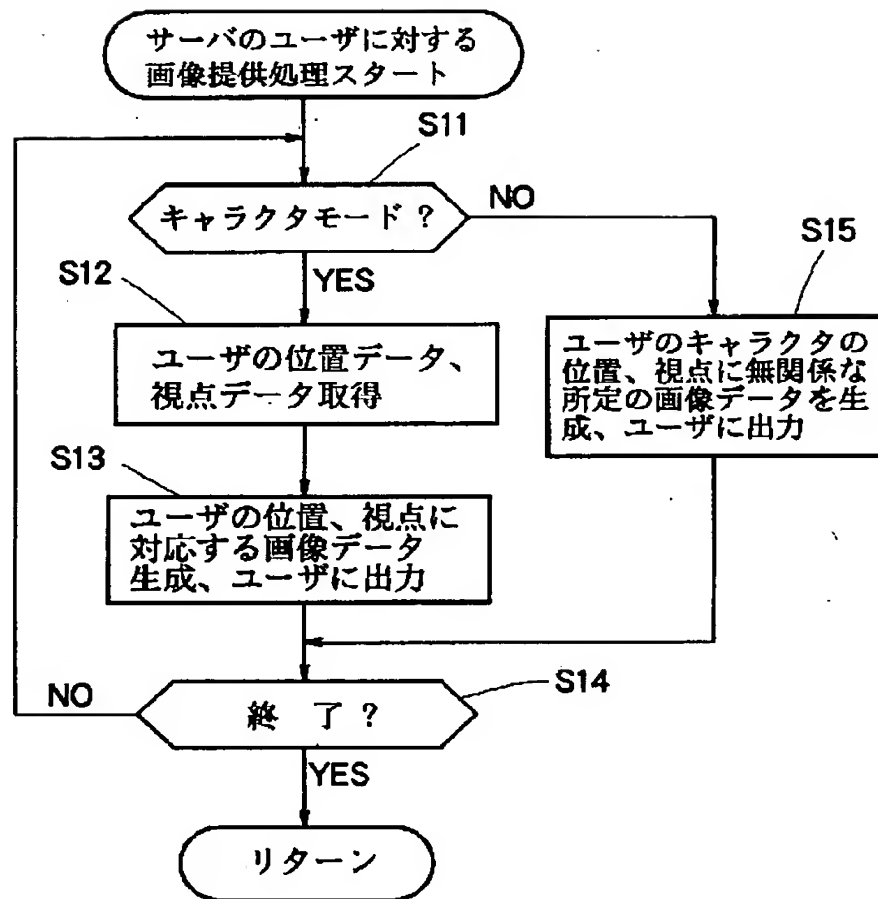 サーバのユーザに対する
画像提供処理スタート
S11
キャラクタモード?
NO
YES
S12
ユーザの位置データ、
視点データ取得
S15
ユーザのキャラクタの
位置、視点に無関係な
所定の画像データを生
成、ユーザに出力
S13
ユーザの位置、視点に
対応する画像データ
生成、ユーザに出力
S14
終 了?
NO
YES
リターン